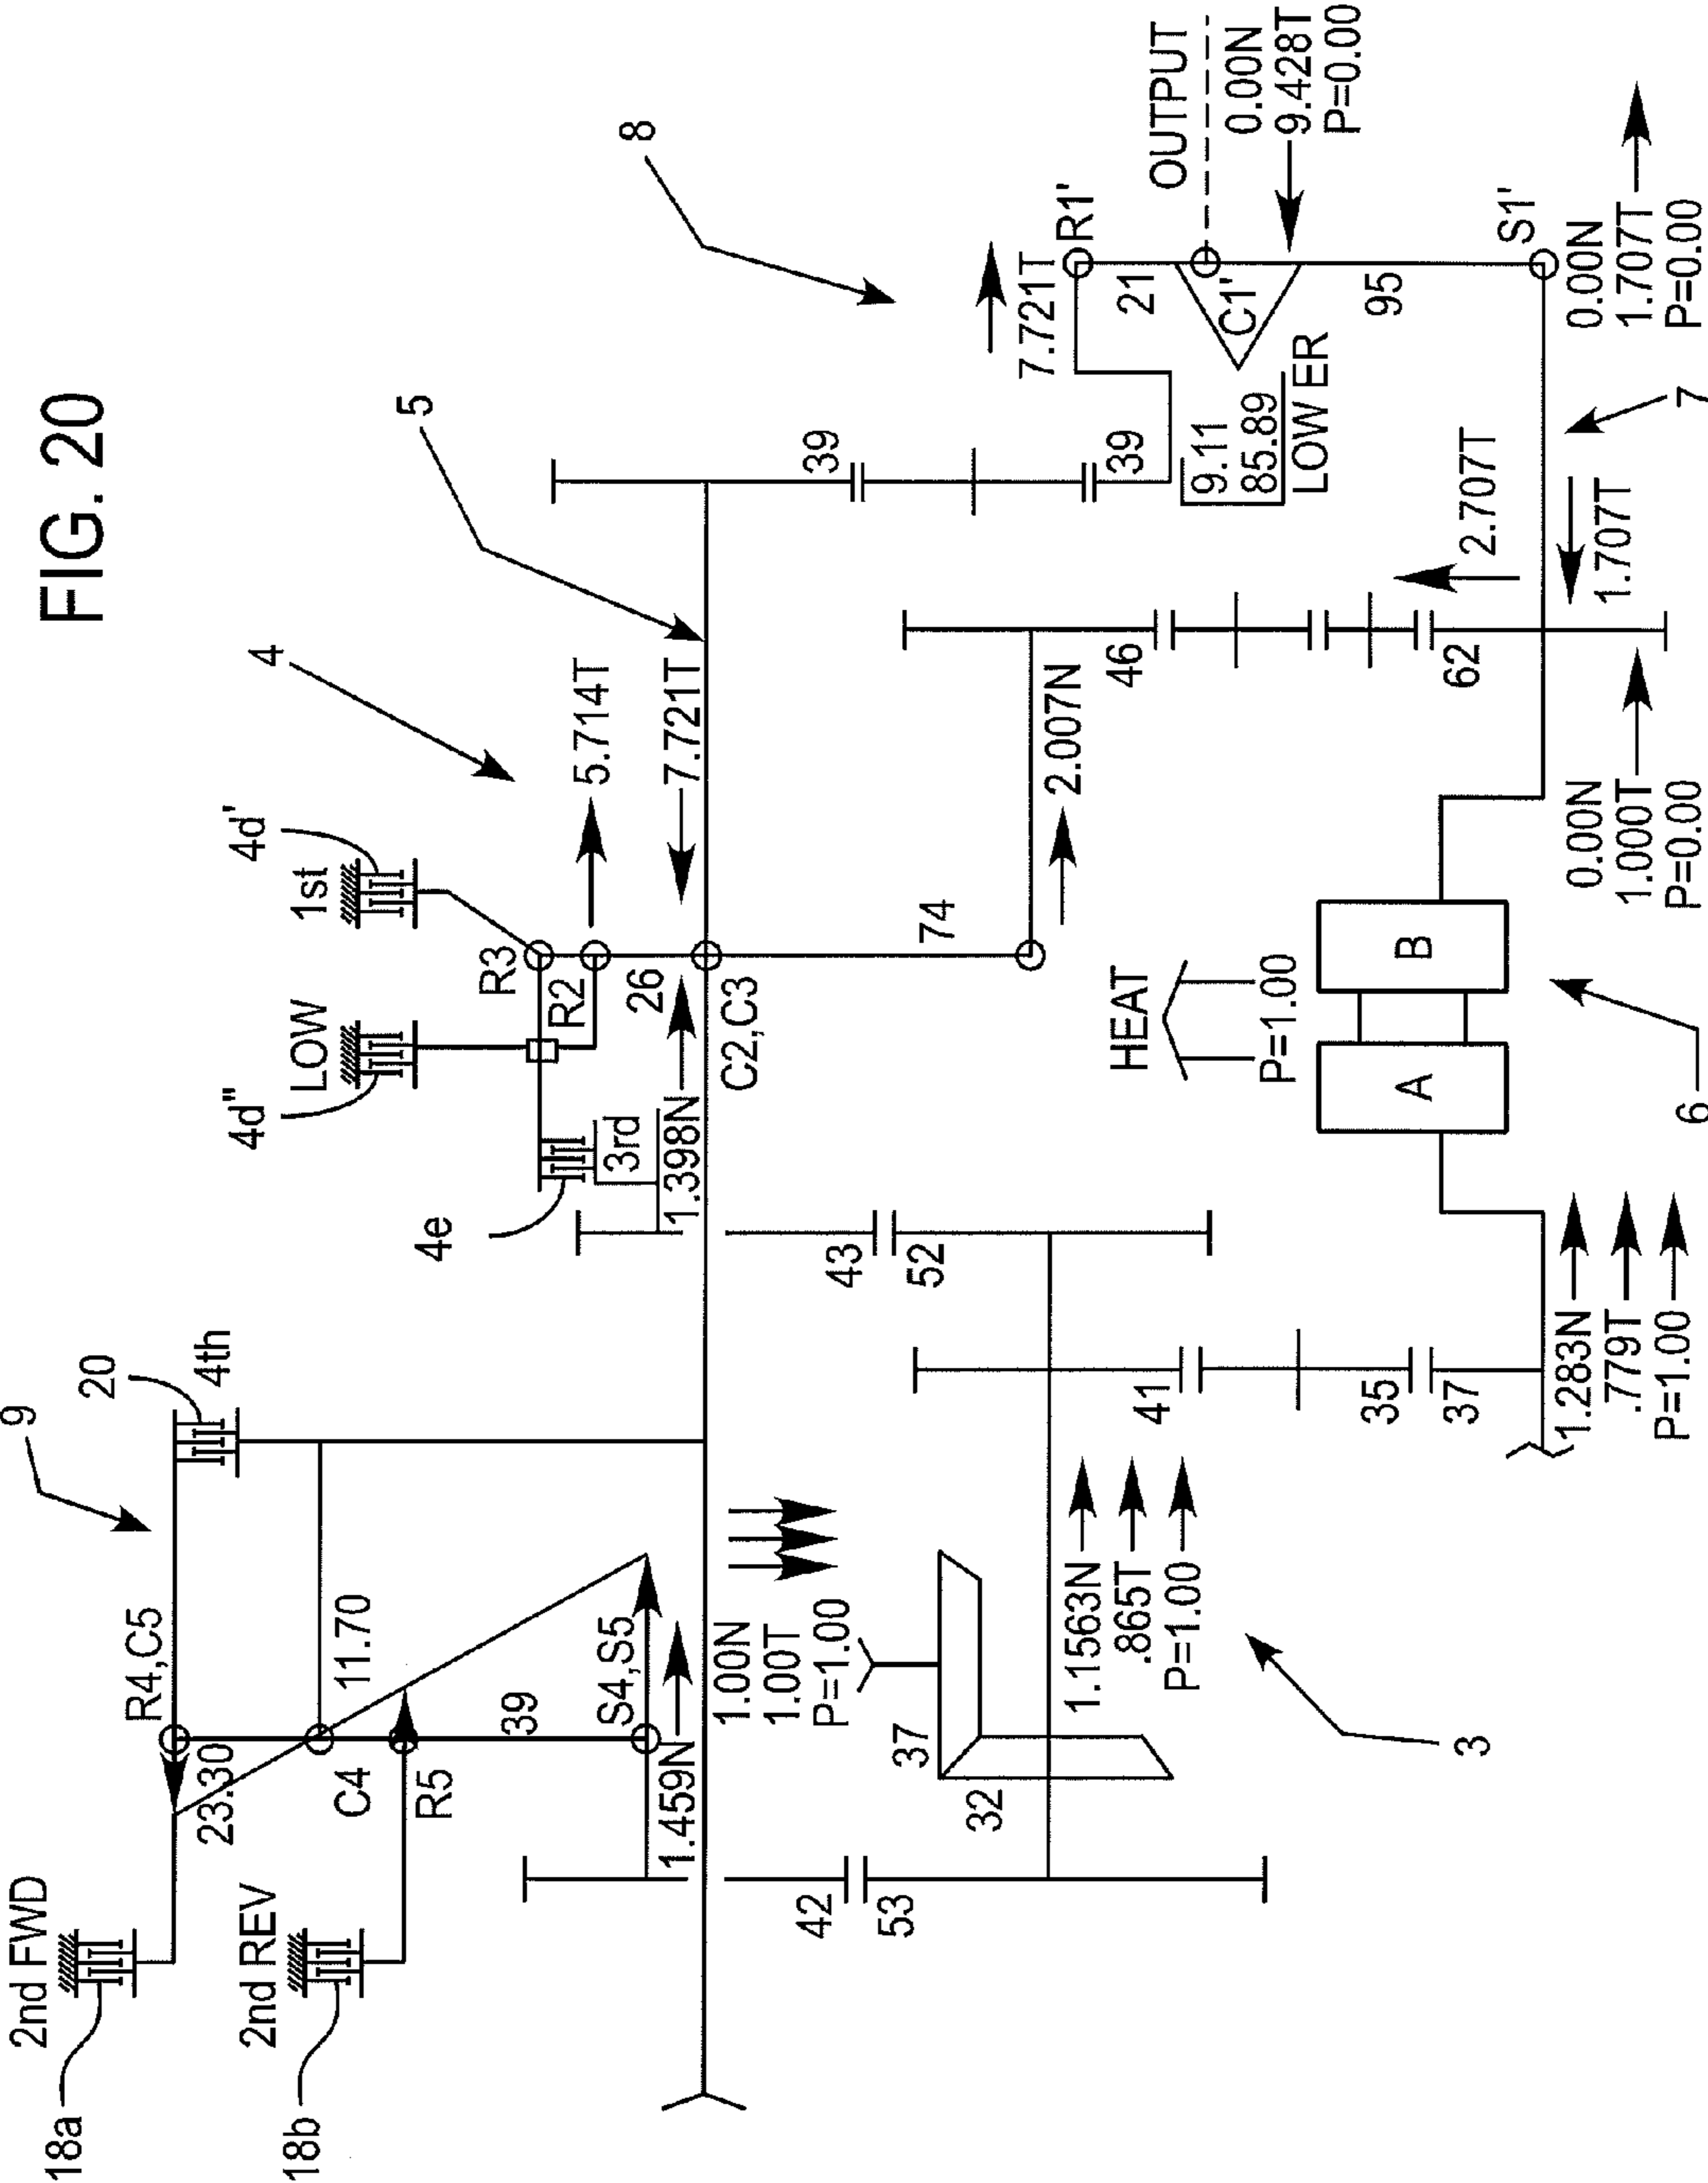 FIG. 20
18a
2nd FWD
18b
2nd REV
9
20
4th
R4,C5
23.30
11.70
C4
R5
39
S4,S5
1.459N
42
53
1.00N
1.00T
P=1.00
37
32
3
1.1563N
.865T
P=1.00
41
35
37
1.283N
.779T
P=1.00
43
52
4e
3rd
1.398N
4d"
LOW
4d'
1st
R3
R2
26
C2,C3
74
4
5.714T
7.721T
5
2.007N
46
62
2.707T
1.707T
0.00N
1.000T
P=0.00
HEAT
P=1.00
A
B
6
7
39
39
9.11
85.89
LOW ER
8
7.721T
R1'
21
C1'
95
S1'
OUTPUT
0.00N
9.428T
P=0.00
0.00N
1.707T
P=0.00